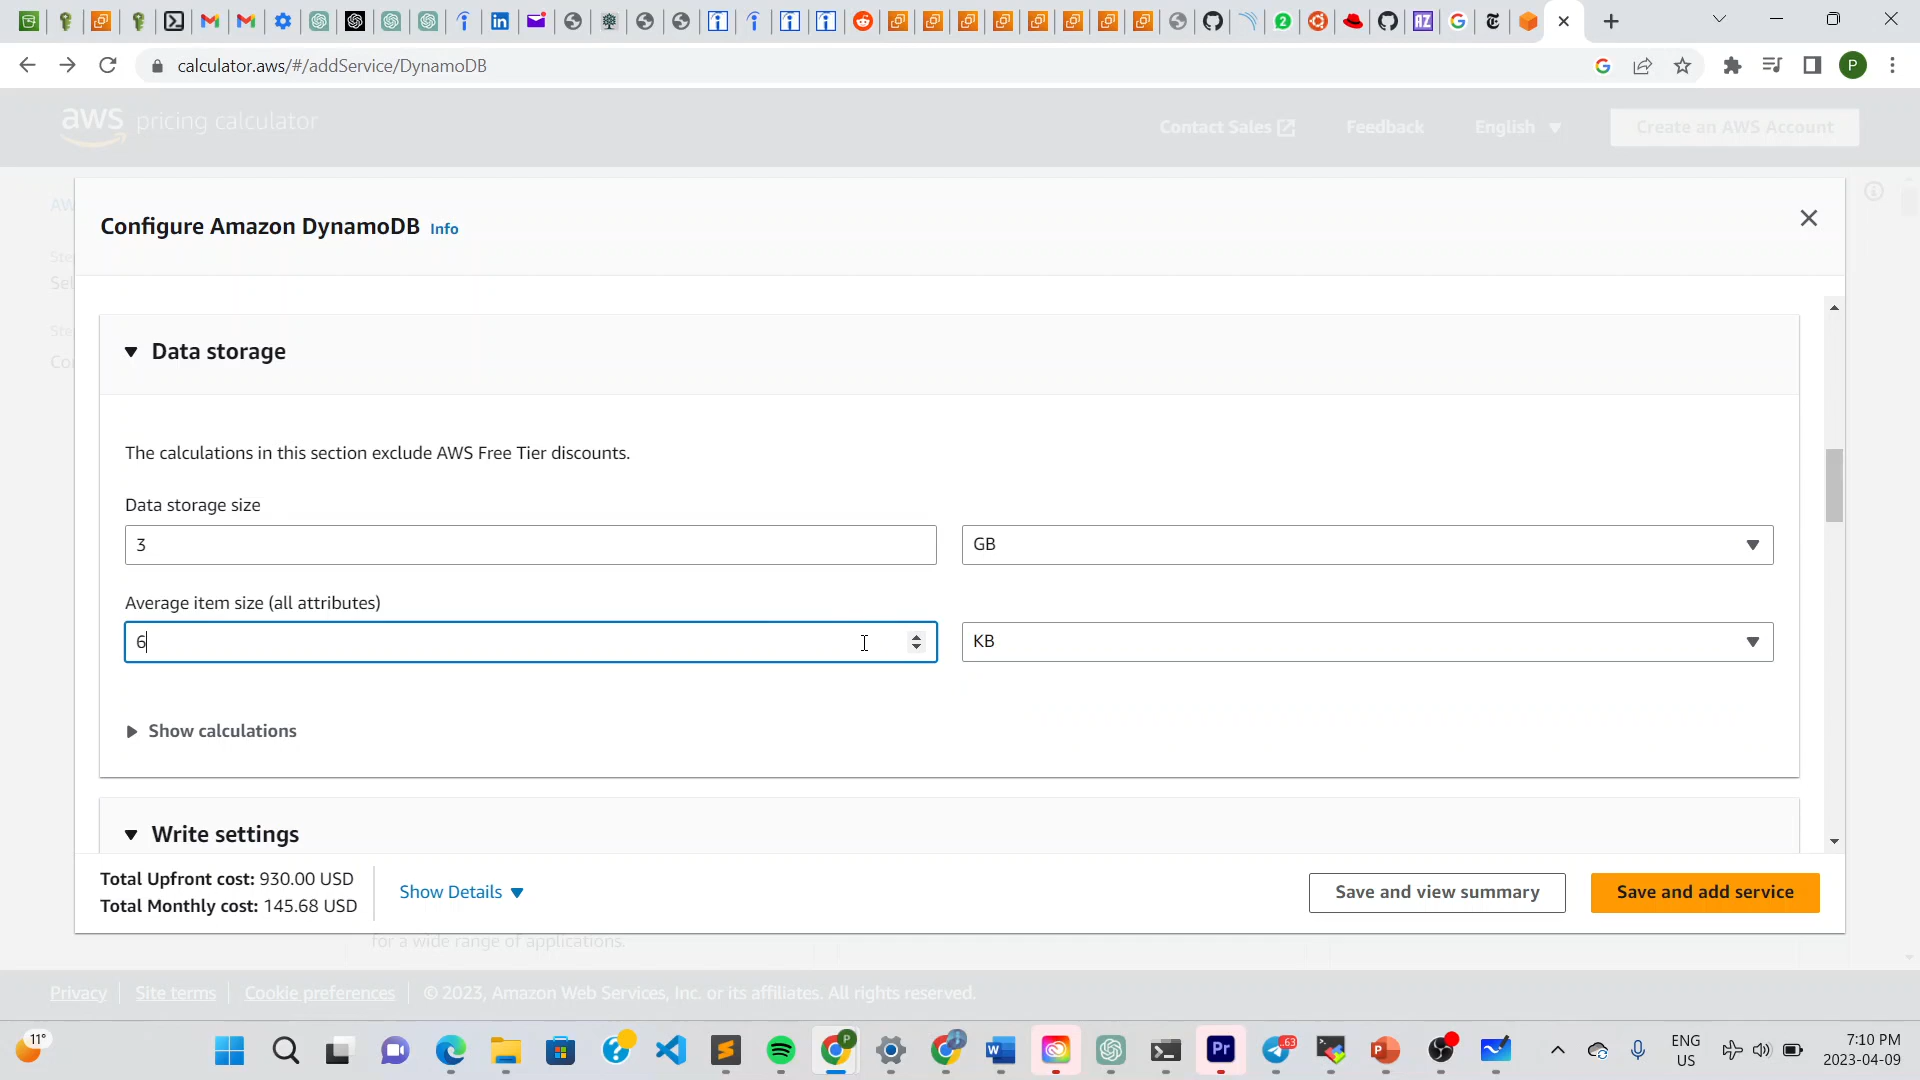 calculator.aws/#/addService/DynamoDB
P
aws pricing calculator
Contact Sales
Feedback
English
Create an AWS Account
Configure Amazon DynamoDB Info
Data storage
The calculations in this section exclude AWS Free Tier discounts.
Data storage size
3
GB
Average item size (all attributes)
6
KB
Show calculations
Write settings
Total Upfront cost: 930.00 USD
Total Monthly cost: 145.68 USD
Show Details
Save and view summary
Save and add service
for a wide range of applications.
Privacy
Site terms
Cookie preferences
© 2023, Amazon Web Services, Inc. or its affiliates. All rights reserved.
11°
ENG
US
7:10 PM
2023-04-09